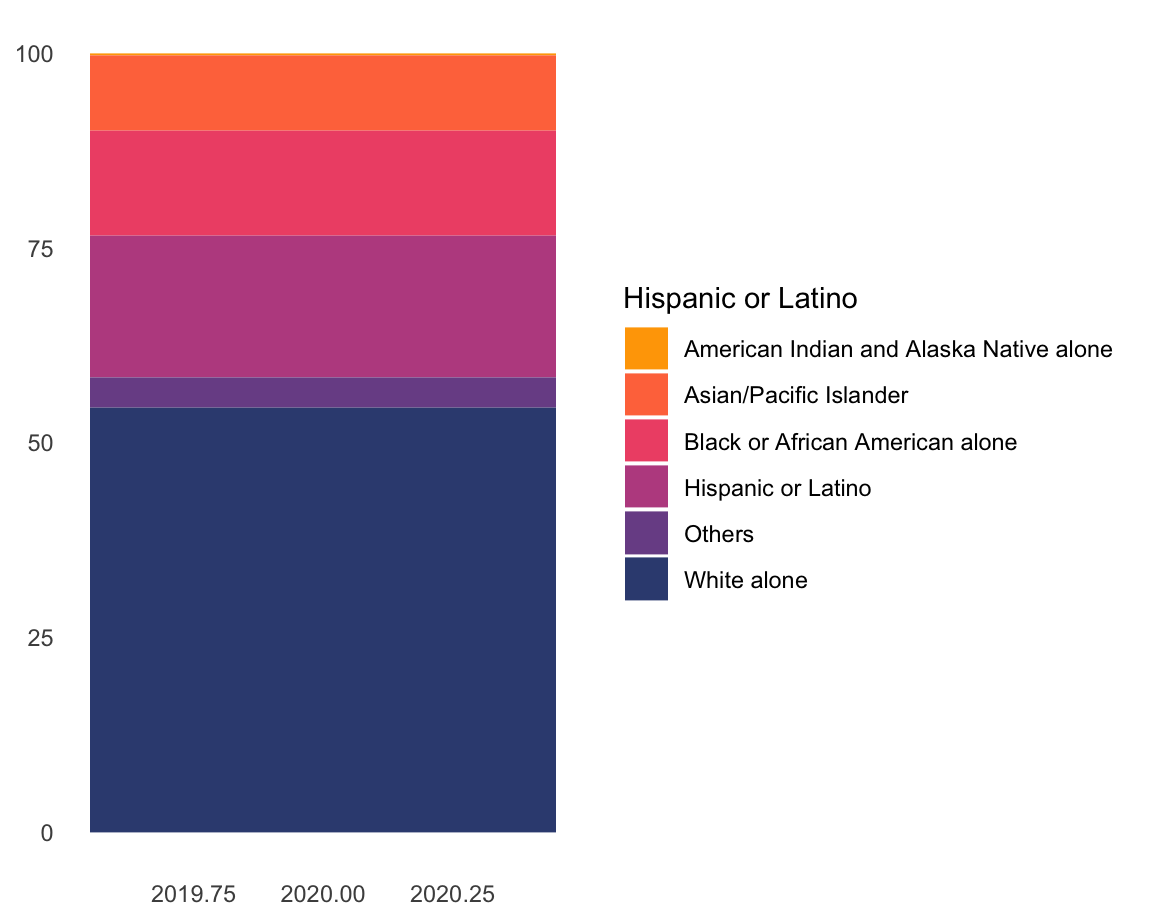 100
75
50
25
0
2019.75 2020.00 2020.25
Hispanic or Latino
American Indian and Alaska Native alone
Asian/Pacific Islander
Black or African American alone
Hispanic or Latino
Others
White alone